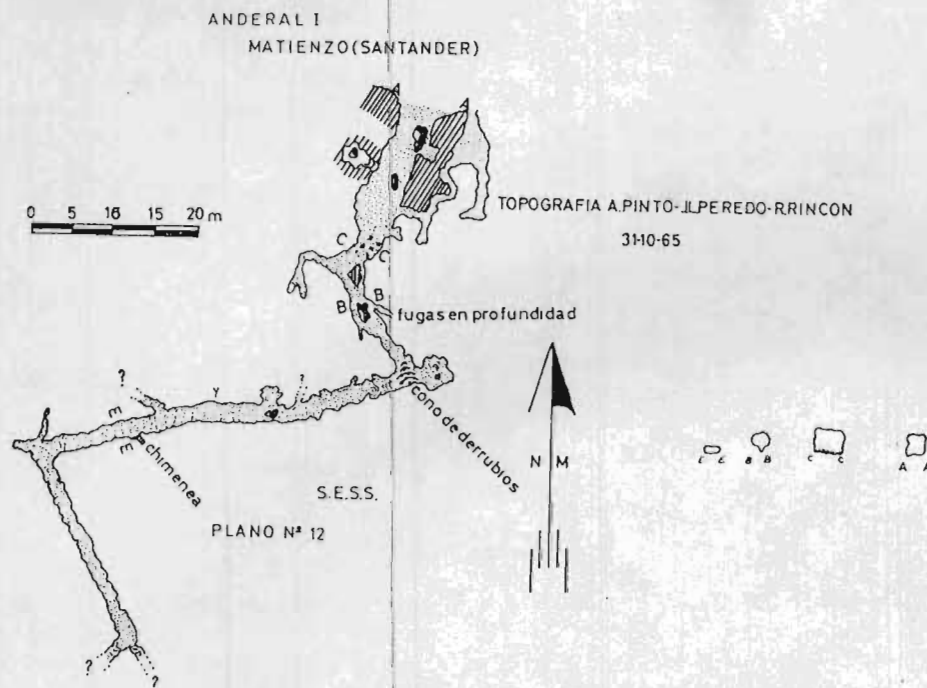 ANDERAL I
MATIENZO (SANTANDER)
0 5 10 15 20 m
TOPOGRAFIA A.PINTO-J.L.PEREDO-R.RINCON
31-10-65
C
C
B
B
fugas en profundidad
?
?
Y
E
E
chimenea
cono de derrubios
N M
E E
B B
C C
A A
S.E.S.S.
PLANO Nº 12
?
?